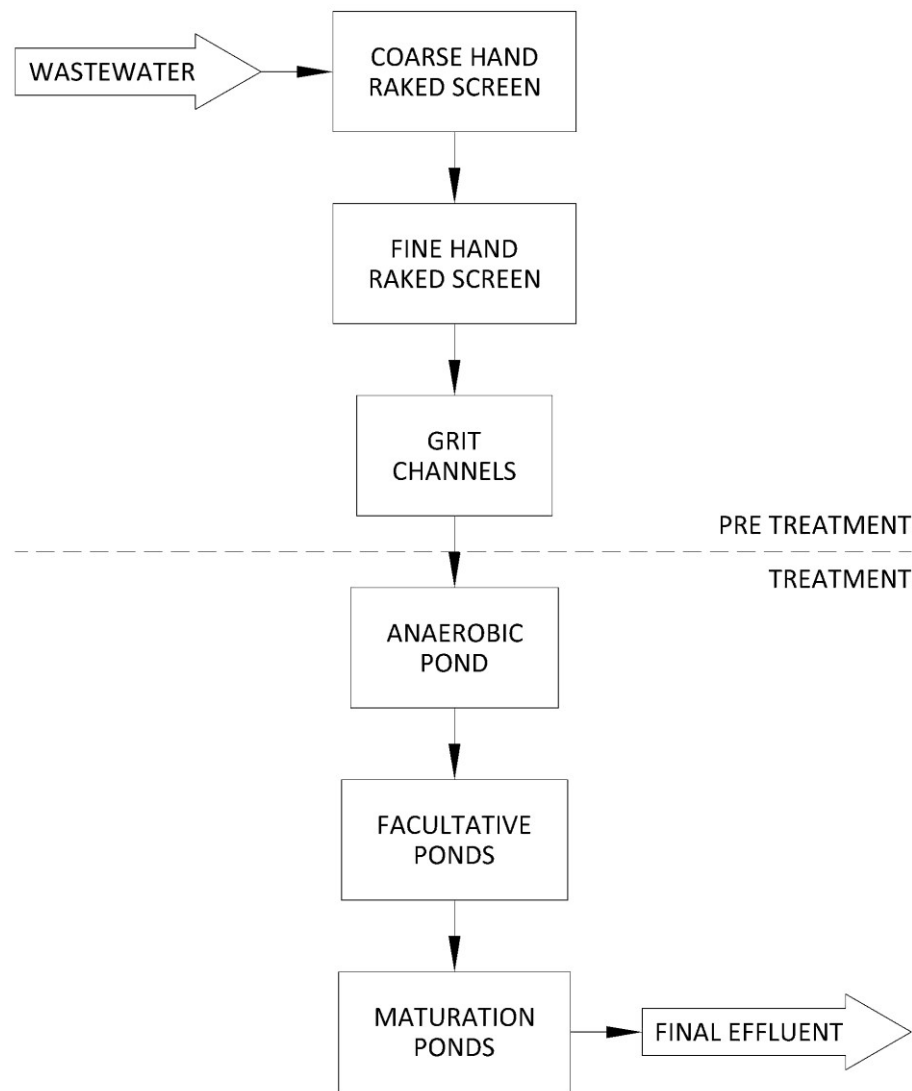 WASTEWATER
COARSE HAND
RAKED SCREEN
FINE HAND
RAKED SCREEN
GRIT
CHANNELS
PRE TREATMENT
TREATMENT
ANAEROBIC
POND
FACULTATIVE
PONDS
MATURATION
PONDS
FINAL EFFLUENT